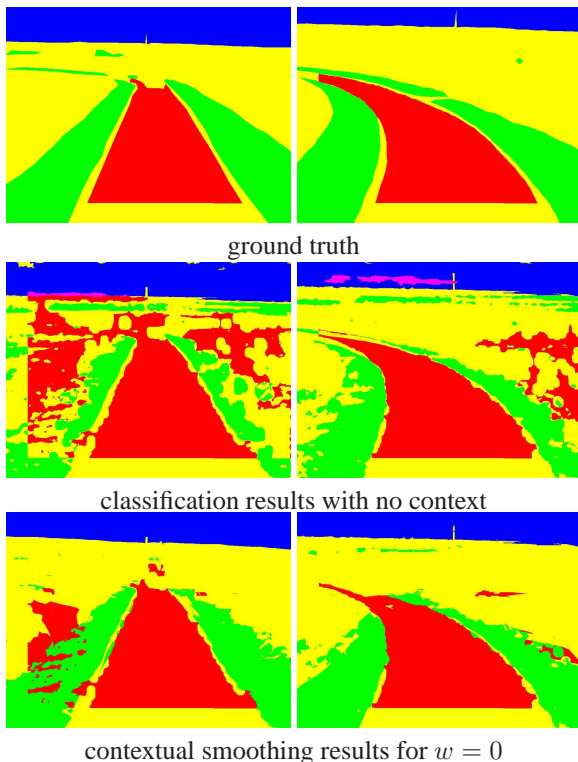 ground truth
classification results with no context
contextual smoothing results for w = 0